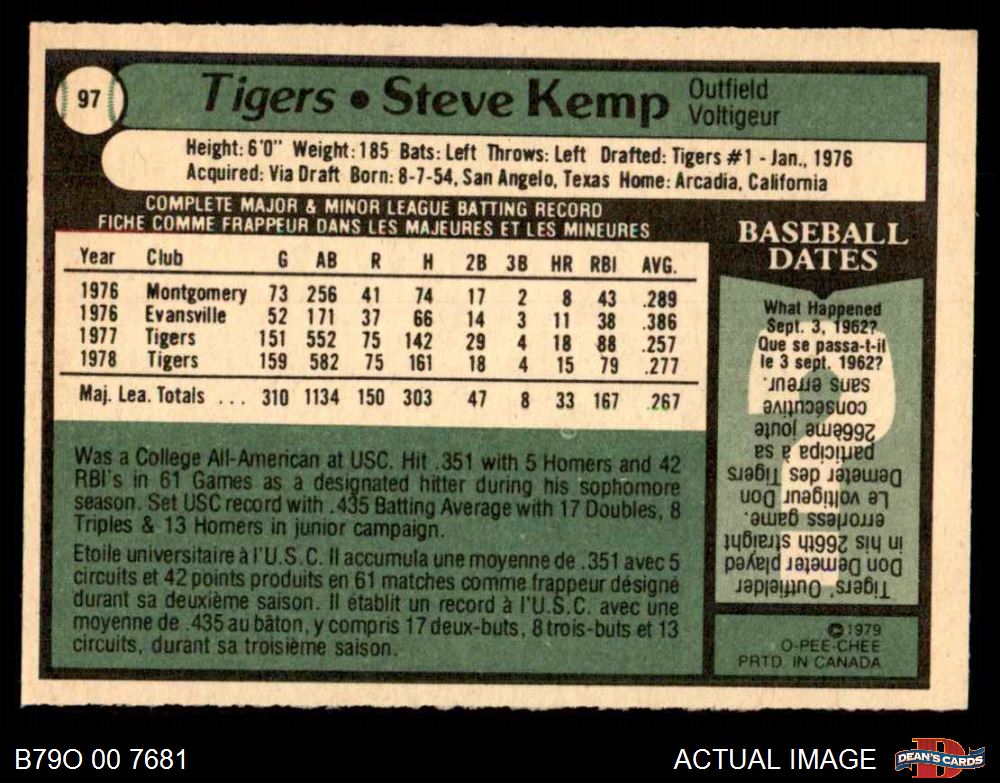 97
Tigers • Steve Kemp
Outfield
Voltigeur
Height: 6'0" Weight: 185 Bats: Left Throws: Left Drafted: Tigers #1 - Jan., 1976
Acquired: Via Draft Born: 8-7-54, San Angelo, Texas Home: Arcadia, California
COMPLETE MAJOR & MINOR LEAGUE BATTING RECORD
FICHE COMME FRAPPEUR DANS LES MAJEURES ET LES MINEURES
Year Club G AB R H 2B 3B HR RBI AVG.
1976 Montgomery 73 256 41 74 17 2 8 43 .289
1976 Evansville 52 171 37 66 14 3 11 38 .386
1977 Tigers 151 552 75 142 29 4 18 88 .257
1978 Tigers 159 582 75 161 18 4 15 79 .277
Maj. Lea. Totals ... 310 1134 150 303 47 8 33 167 .267
Was a College All-American at USC. Hit .351 with 5 Homers and 42
RBI's in 61 Games as a designated hitter during his sophomore
season. Set USC record with .435 Batting Average with 17 Doubles, 8
Triples & 13 Homers in junior campaign.
Etoile universitaire à l'U.S.C. Il accumula une moyenne de .351 avec 5
circuits et 42 points produits en 61 matches comme frappeur désigné
durant sa deuxième saison. Il établit un record à l'U.S.C. avec une
moyenne de .435 au bâton, y compris 17 deux-buts, 8 trois-buts et 13
circuits, durant sa troisième saison.
BASEBALL
DATES
What Happened
Sept. 3, 1962?
Que se passa-t-il
le 3 sept. 1962?
Tigers' Outfielder
Don Demeter played
in his 266th straight
errorless game.
Le voltigeur Don
Demeter des Tigers
participa à sa
266ème joute
consécutive
sans erreur.
©1979
O-PEE-CHEE
PRTD. IN CANADA
B79O 00 7681
ACTUAL IMAGE
DEAN'S CARDS